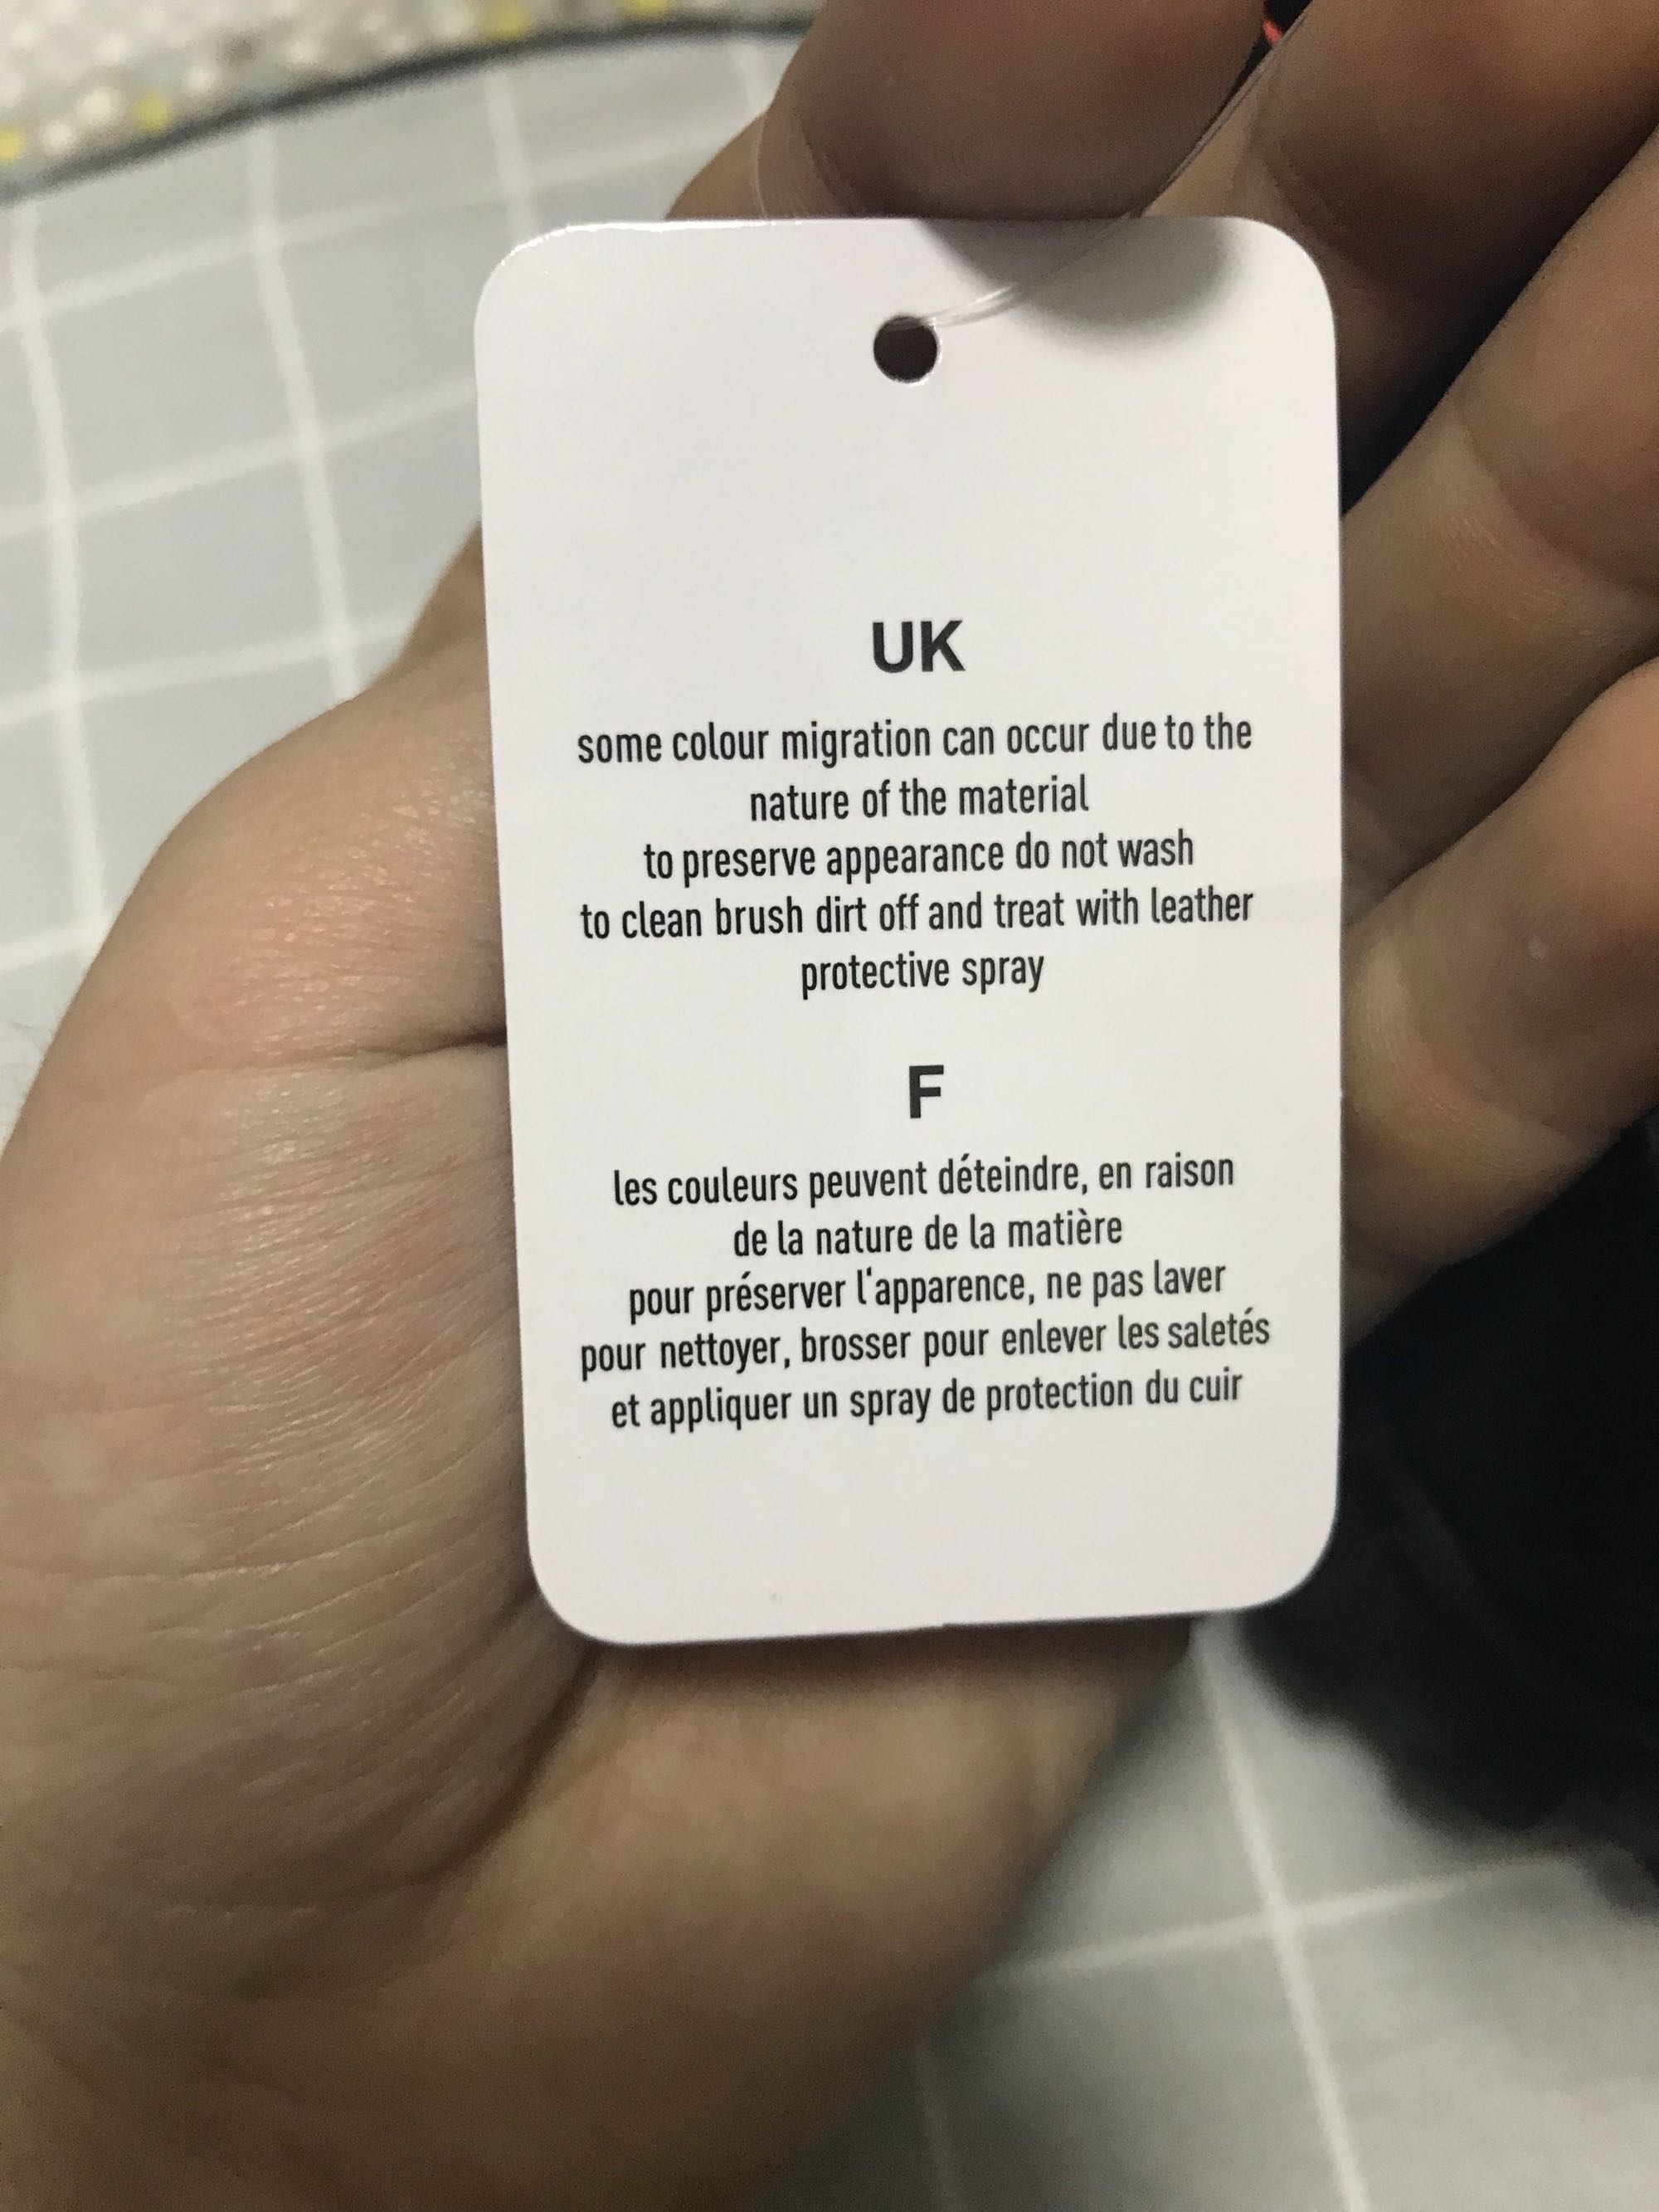 UK
some colour migration can occur due to the
nature of the material
to preserve appearance do not wash
to clean brush dirt off and treat with leather
protective spray
F
les couleurs peuvent déteindre, en raison
de la nature de la matière
pour préserver l'apparence, ne pas laver
pour nettoyer, brosser pour enlever les saletés
et appliquer un spray de protection du cuir